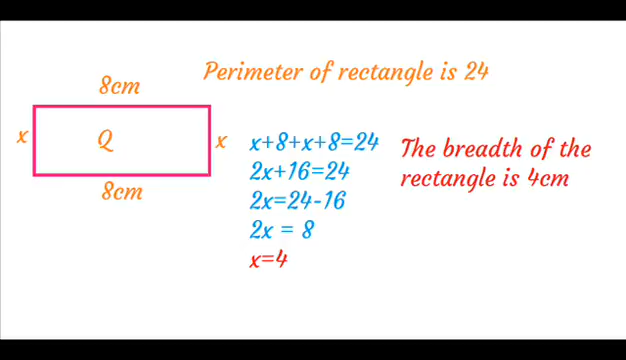 Perimeter of rectangle is 24
8cm
x
Q
x
8cm
x+8+x+8=24
2x+16=24
2x=24-16
2x = 8
x=4
The breadth of the
rectangle is 4cm